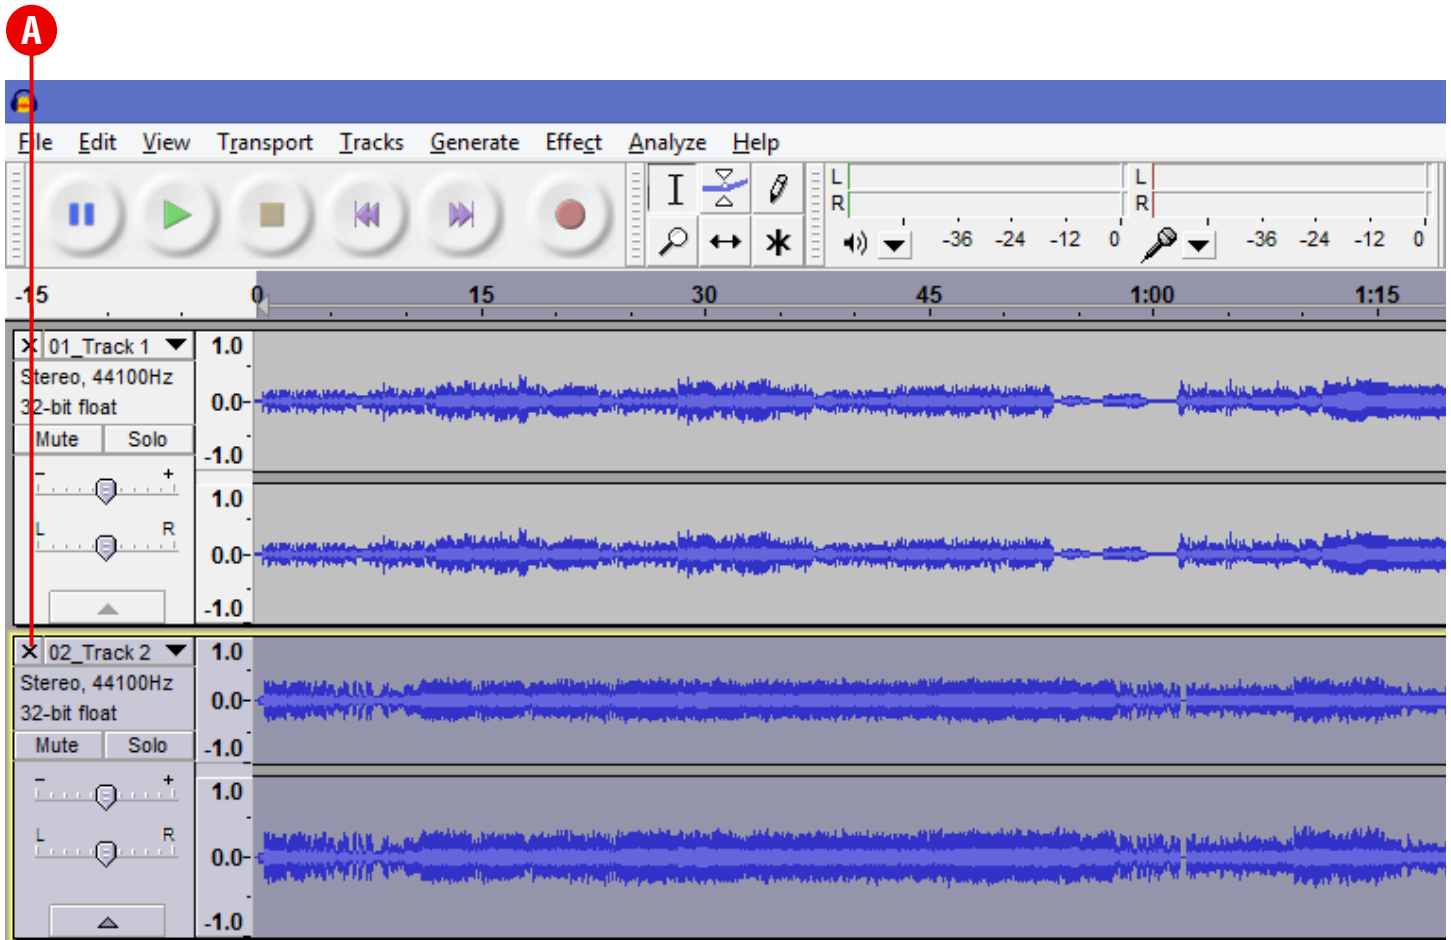 A
File Edit View Transport Tracks Generate Effect Analyze Help
L L
R R
-36 -24 -12 0 -36 -24 -12 0
-15 0 15 30 45 1:00 1:15
X 01_Track 1 1.0
Stereo, 44100Hz
32-bit float 0.0-
Mute Solo
-1.0
- +
1.0
L R
0.0-
-1.0
X 02_Track 2 1.0
Stereo, 44100Hz
32-bit float 0.0-
Mute Solo -1.0
- +
1.0
L R
0.0-
-1.0